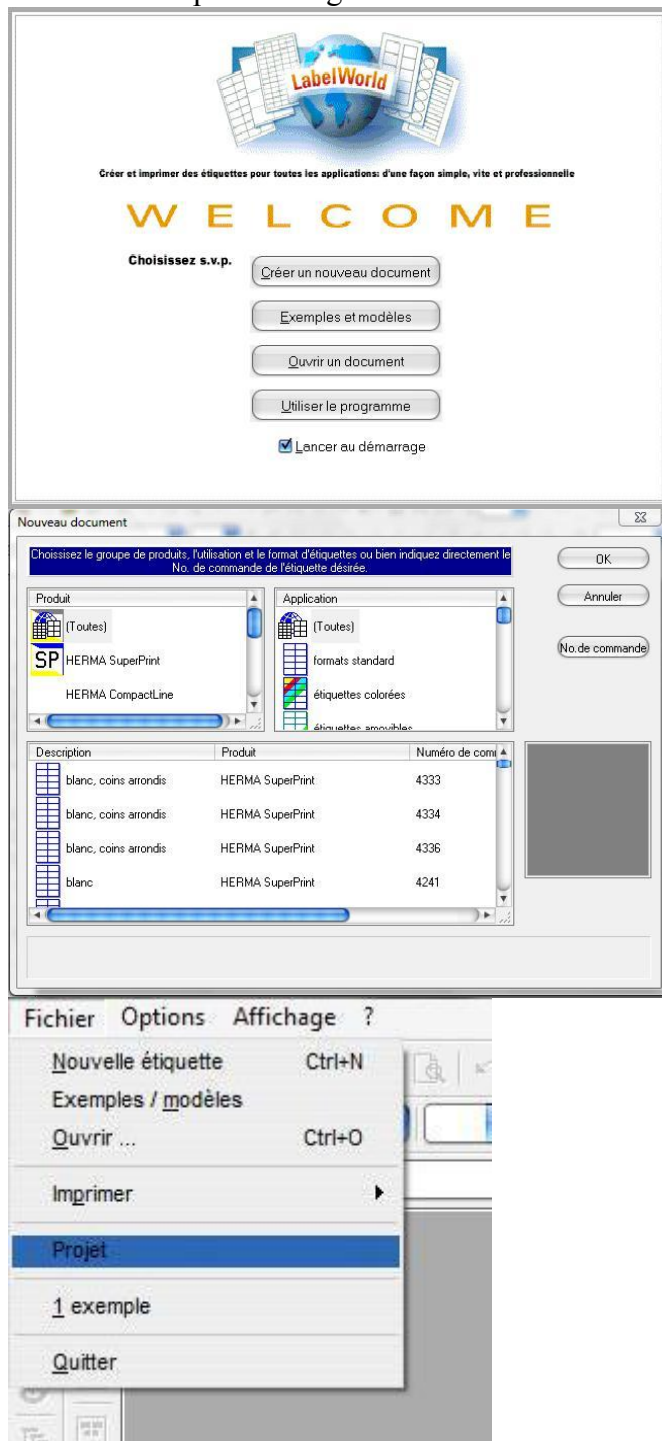 LabelWorld
Créer et imprimer des étiquettes pour toutes les applications: d'une façon simple, vite et professionnelle
WELCOME
Choisissez s.v.p.
Créer un nouveau document
Exemples et modèles
Ouvrir un document
Utiliser le programme
Lancer au démarrage
Nouveau document
Choissisez le groupe de produits, l'utilisation et le format d'étiquettes ou bien indiquez directement le
No. de commande de l'étiquette désirée.
OK
Annuler
No.de commande
Produit
(Toutes)
SP HERMA SuperPrint
HERMA CompactLine
Application
(Toutes)
formats standard
étiquettes colorées
étiquettes amovibles
Description Produit Numéro de com
blanc, coins arrondis HERMA SuperPrint 4333
blanc, coins arrondis HERMA SuperPrint 4334
blanc, coins arrondis HERMA SuperPrint 4336
blanc HERMA SuperPrint 4241
Fichier Options Affichage ?
Nouvelle étiquette Ctrl+N
Exemples / modèles
Ouvrir ... Ctrl+O
Imprimer
Projet
1 exemple
Quitter